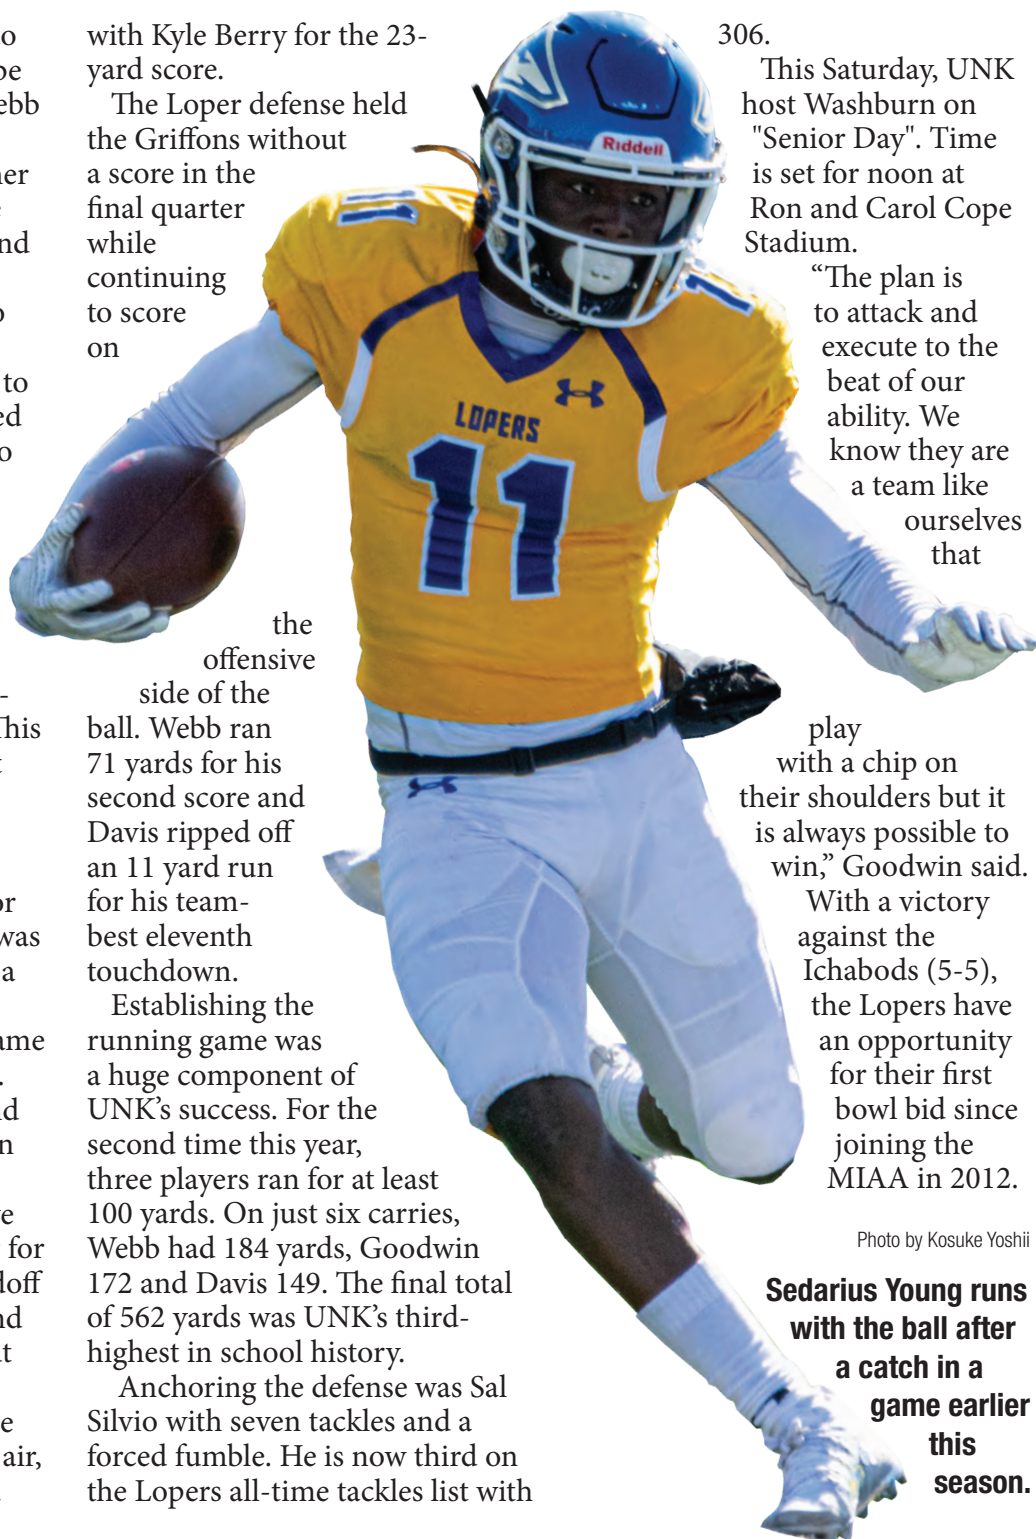 to
was
a
for
air,
with Kyle Berry for the 23-
yard score.
The Loper defense held
the Griffons without
a score in the
final quarter
while
continuing
to score
on
the
offensive
side of the
ball. Webb ran
71 yards for his
second score and
Davis ripped off
an 11 yard run
for his team-
best eleventh
touchdown.
Establishing the
running game was
a huge component of
UNK’s success. For the
second time this year,
three players ran for at least
100 yards. On just six carries,
Webb had 184 yards, Goodwin
172 and Davis 149. The final total
of 562 yards was UNK’s third-
highest in school history.
Anchoring the defense was Sal
Silvio with seven tackles and a
forced fumble. He is now third on
the Lopers all-time tackles list with
Riddell
11
1
LOPERS
11
306.
This Saturday, UNK
host Washburn on
"Senior Day". Time
is set for noon at
Ron and Carol Cope
Stadium.
“The plan is
to attack and
execute to the
beat of our
ability. We
know they are
a team like
ourselves
that
play
with a chip on
their shoulders but it
is always possible to
win,” Goodwin said.
With a victory
against the
Ichabods (5-5),
the Lopers have
an opportunity
for their first
bowl bid since
joining the
MIAA in 2012.
Photo by Kosuke Yoshii
Sedarius Young runs
with the ball after
a catch in a
game earlier
this
season.